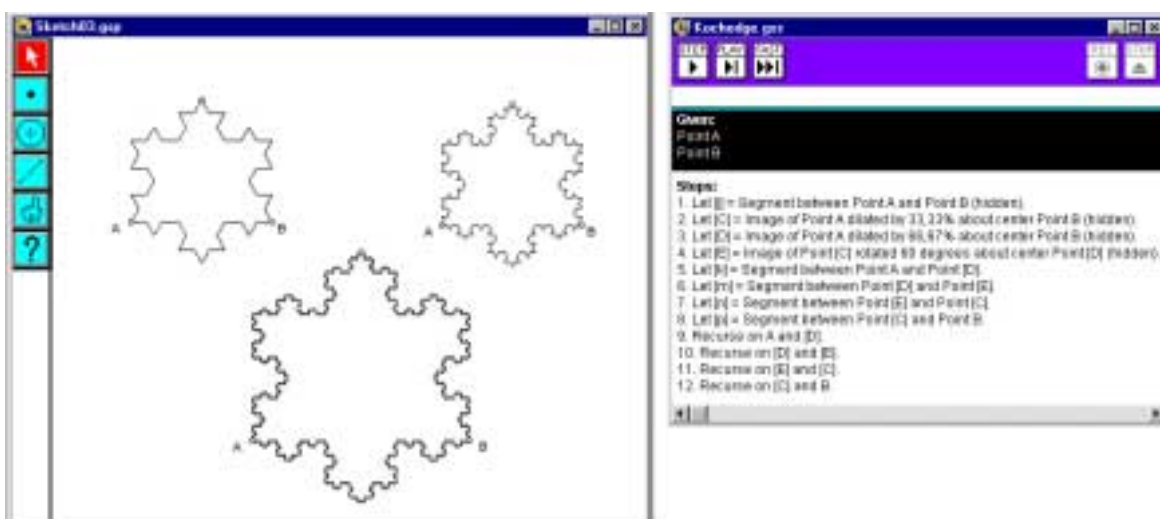 Sketch03.gsp
A
B
A
B
A
B
Kochedge.gss
STEP PLAY FAST
STOP
Given:
Point A
Point B
Steps:
1. Let [j] = Segment between Point A and Point B (hidden).
2. Let [C] = Image of Point A dilated by 33,33% about center Point B (hidden).
3. Let [D] = Image of Point A dilated by 66,67% about center Point B (hidden).
4. Let [E] = Image of Point [C] rotated 60 degrees about center Point [D] (hidden).
5. Let [k] = Segment between Point A and Point [D].
6. Let [m] = Segment between Point [D] and Point [E].
7. Let [n] = Segment between Point [E] and Point [C].
8. Let [p] = Segment between Point [C] and Point B.
9. Recurse on A and [D].
10. Recurse on [D] and [E].
11. Recurse on [E] and [C].
12. Recurse on [C] and B.